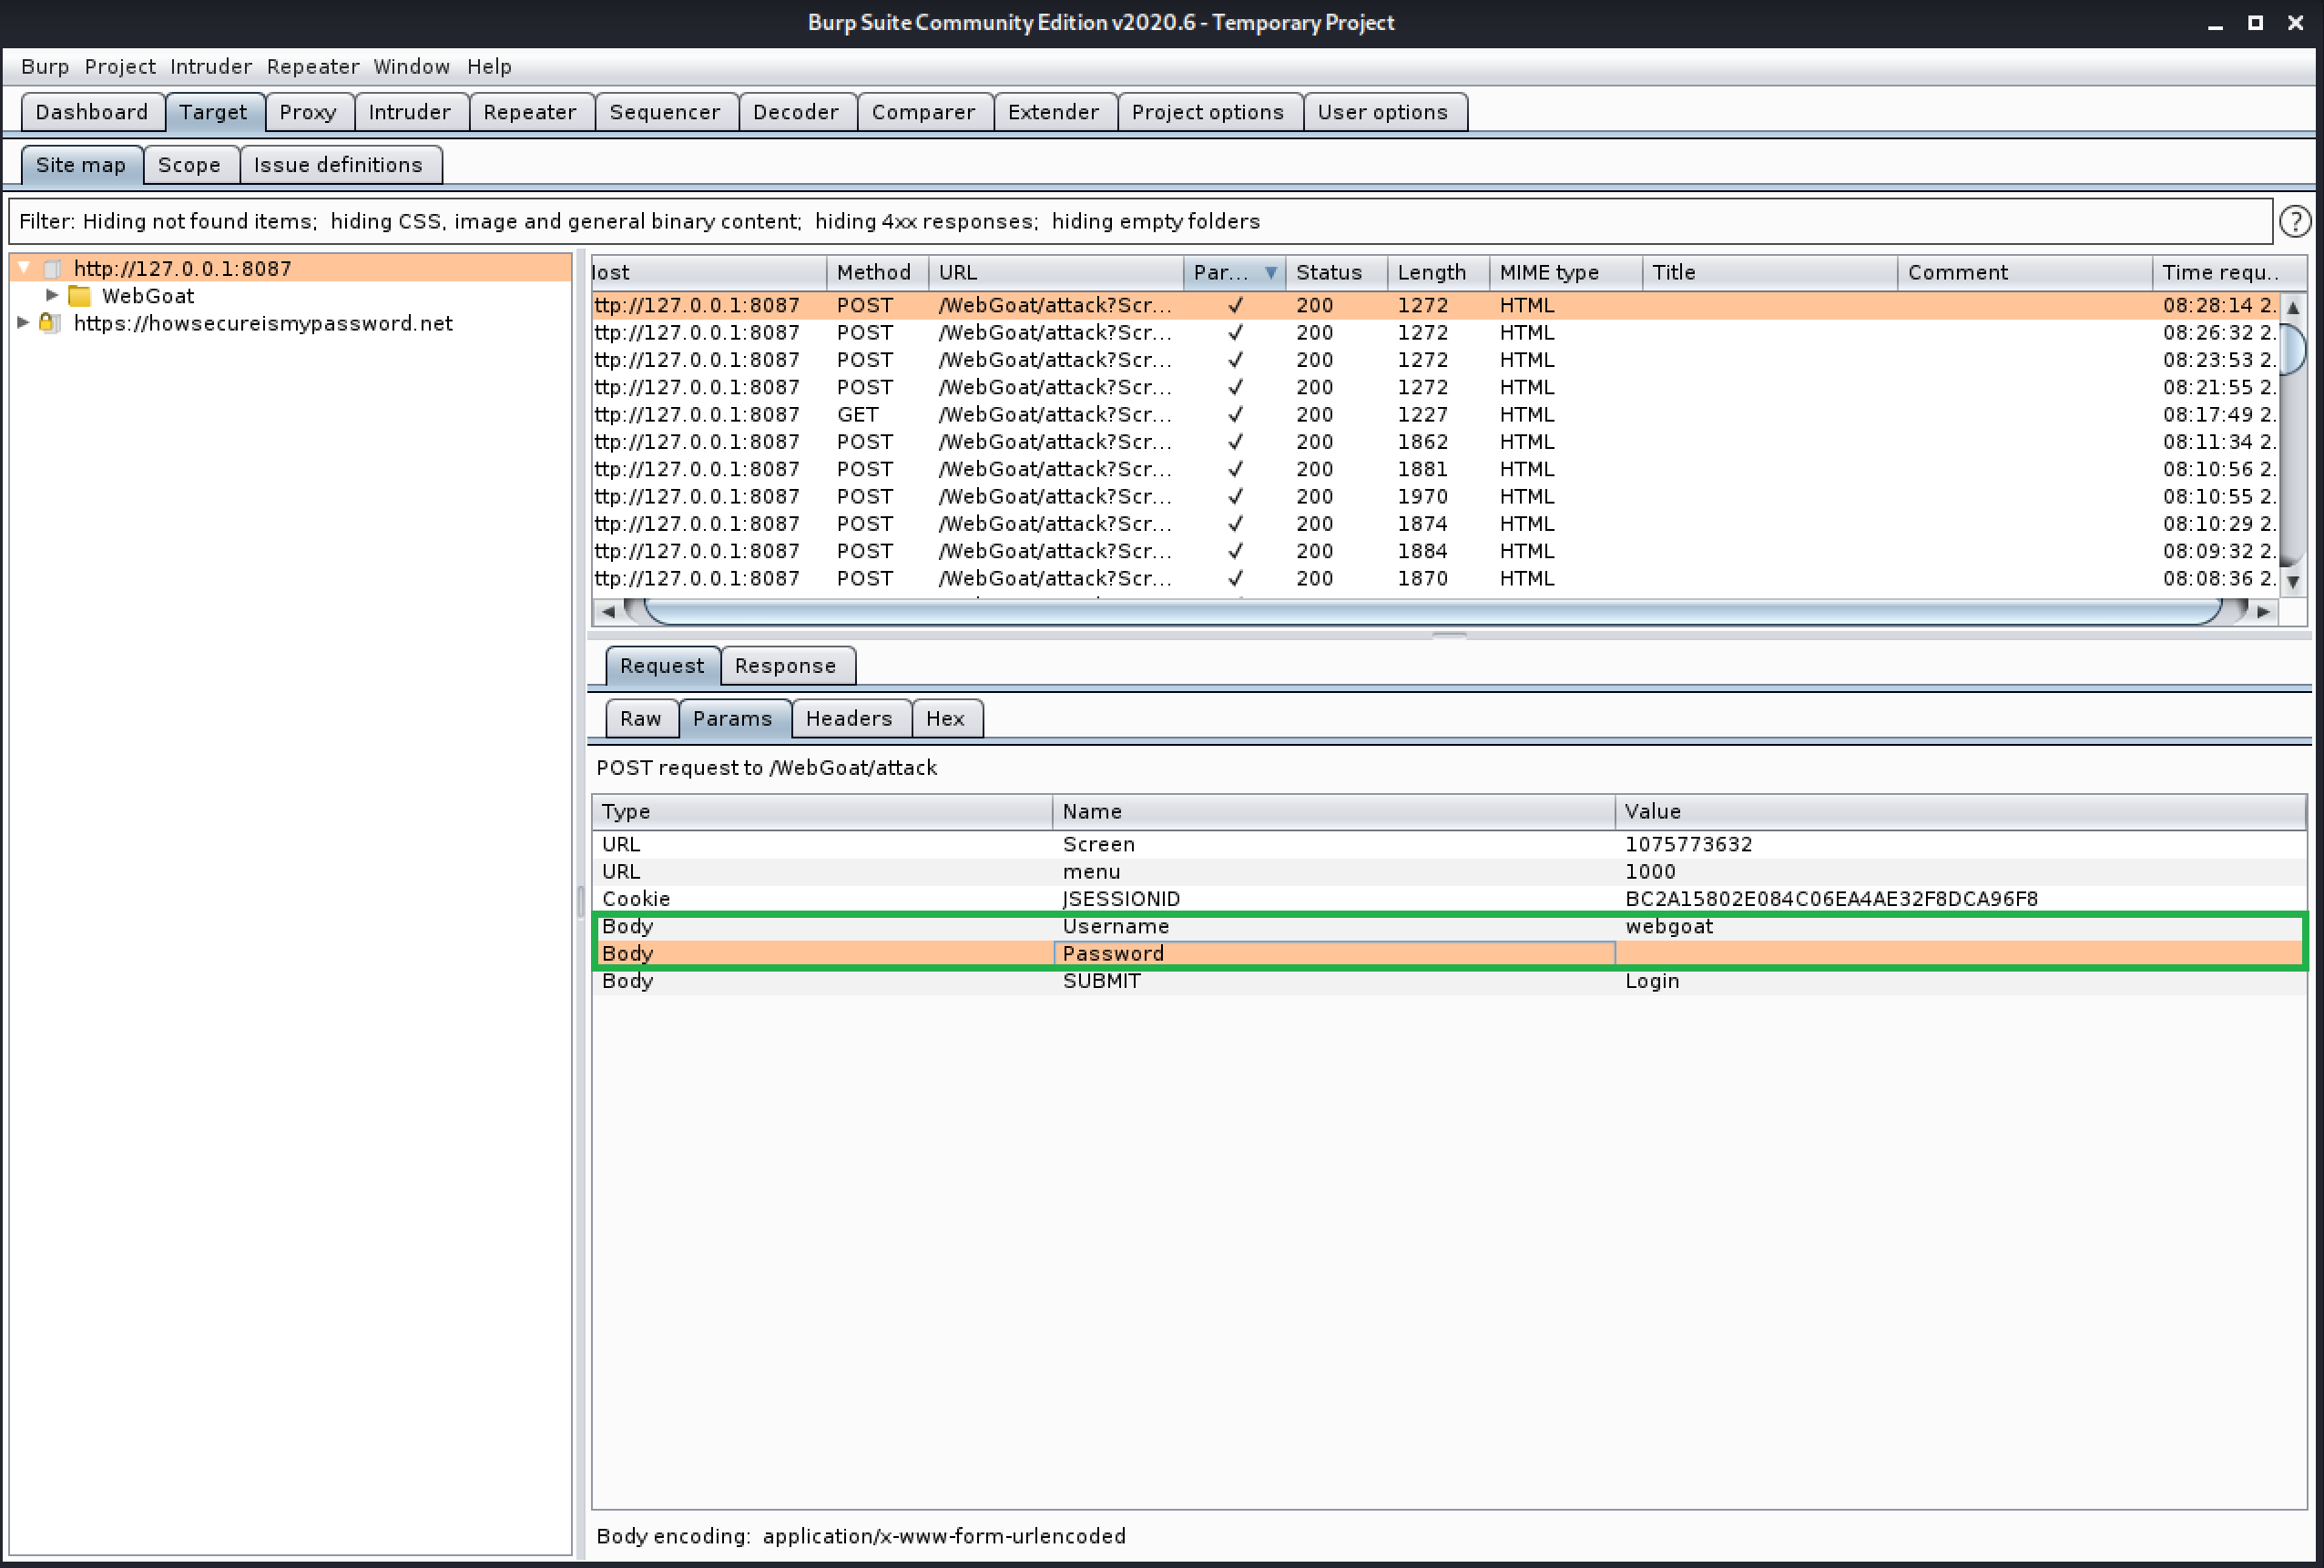 Burp Suite Community Edition v2020.6 - Temporary Project
Burp Project Intruder Repeater Window Help
Dashboard Target Proxy Intruder Repeater Sequencer Decoder Comparer Extender Project options User options
Site map Scope Issue definitions
Filter: Hiding not found items; hiding CSS, image and general binary content; hiding 4xx responses; hiding empty folders ?
http://127.0.0.1:8087
WebGoat
https://howsecureismypassword.net
lost Method URL Par... Status Length MIME type Title Comment Time requ..
ttp://127.0.0.1:8087 POST /WebGoat/attack?Scr... ✓ 200 1272 HTML 08:28:14 2.
ttp://127.0.0.1:8087 POST /WebGoat/attack?Scr... ✓ 200 1272 HTML 08:26:32 2.
ttp://127.0.0.1:8087 POST /WebGoat/attack?Scr... ✓ 200 1272 HTML 08:23:53 2.
ttp://127.0.0.1:8087 POST /WebGoat/attack?Scr... ✓ 200 1272 HTML 08:21:55 2.
ttp://127.0.0.1:8087 GET /WebGoat/attack?Scr... ✓ 200 1227 HTML 08:17:49 2.
ttp://127.0.0.1:8087 POST /WebGoat/attack?Scr... ✓ 200 1862 HTML 08:11:34 2.
ttp://127.0.0.1:8087 POST /WebGoat/attack?Scr... ✓ 200 1881 HTML 08:10:56 2.
ttp://127.0.0.1:8087 POST /WebGoat/attack?Scr... ✓ 200 1970 HTML 08:10:55 2.
ttp://127.0.0.1:8087 POST /WebGoat/attack?Scr... ✓ 200 1874 HTML 08:10:29 2.
ttp://127.0.0.1:8087 POST /WebGoat/attack?Scr... ✓ 200 1884 HTML 08:09:32 2.
ttp://127.0.0.1:8087 POST /WebGoat/attack?Scr... ✓ 200 1870 HTML 08:08:36 2.
Request Response
Raw Params Headers Hex
POST request to /WebGoat/attack
Type Name Value
URL Screen 1075773632
URL menu 1000
Cookie JSESSIONID BC2A15802E084C06EA4AE32F8DCA96F8
Body Username webgoat
Body Password
Body SUBMIT Login
Body encoding: application/x-www-form-urlencoded